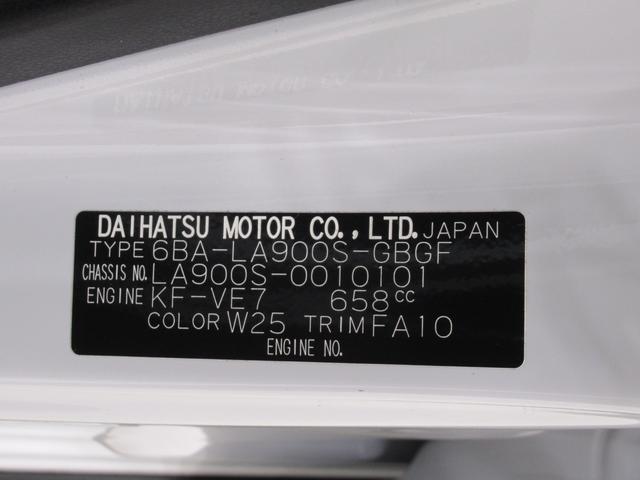 DAIHATSU MOTOR CO.,LTD. JAPAN
TYPE 6BA-LA900S-GBGF
CHASSIS NO. LA900S-0010101
ENGINE KF-VE7 658cc
COLOR W25 TRIM FA10
ENGINE NO.